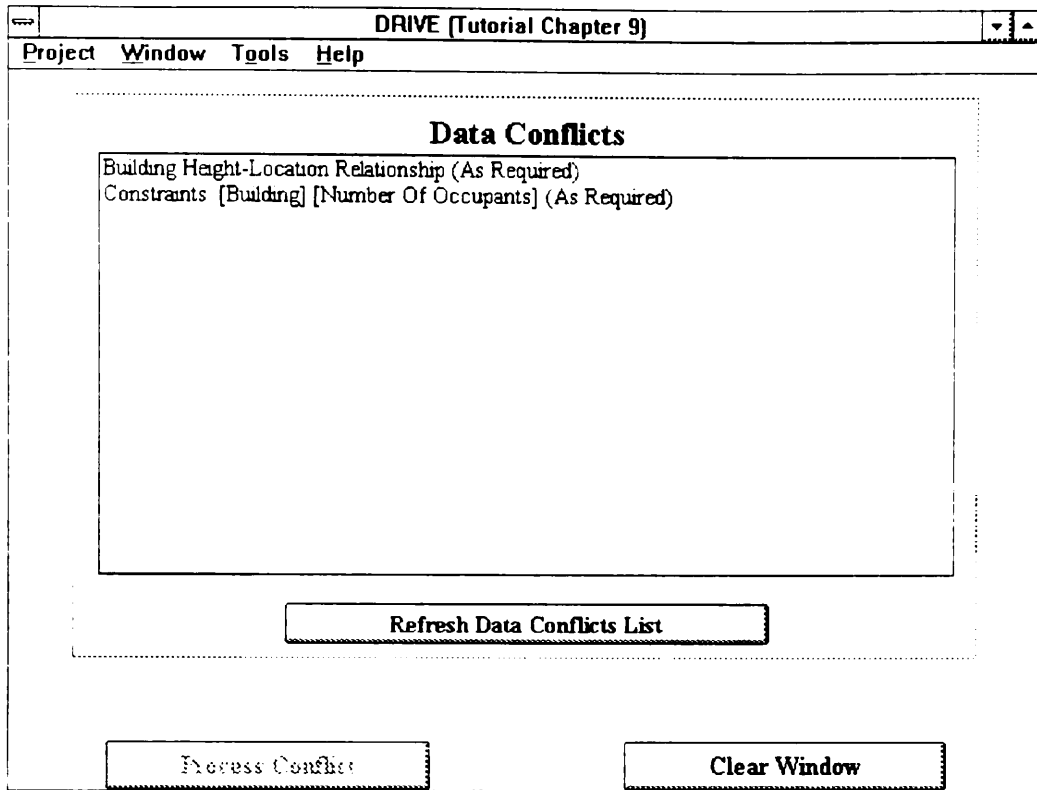 DRIVE (Tutorial Chapter 9)
Project Window Tools Help
Data Conflicts
Building Height-Location Relationship (As Required)
Constraints [Building] [Number Of Occupants] (As Required)
Refresh Data Conflicts List
Process Conflict
Clear Window